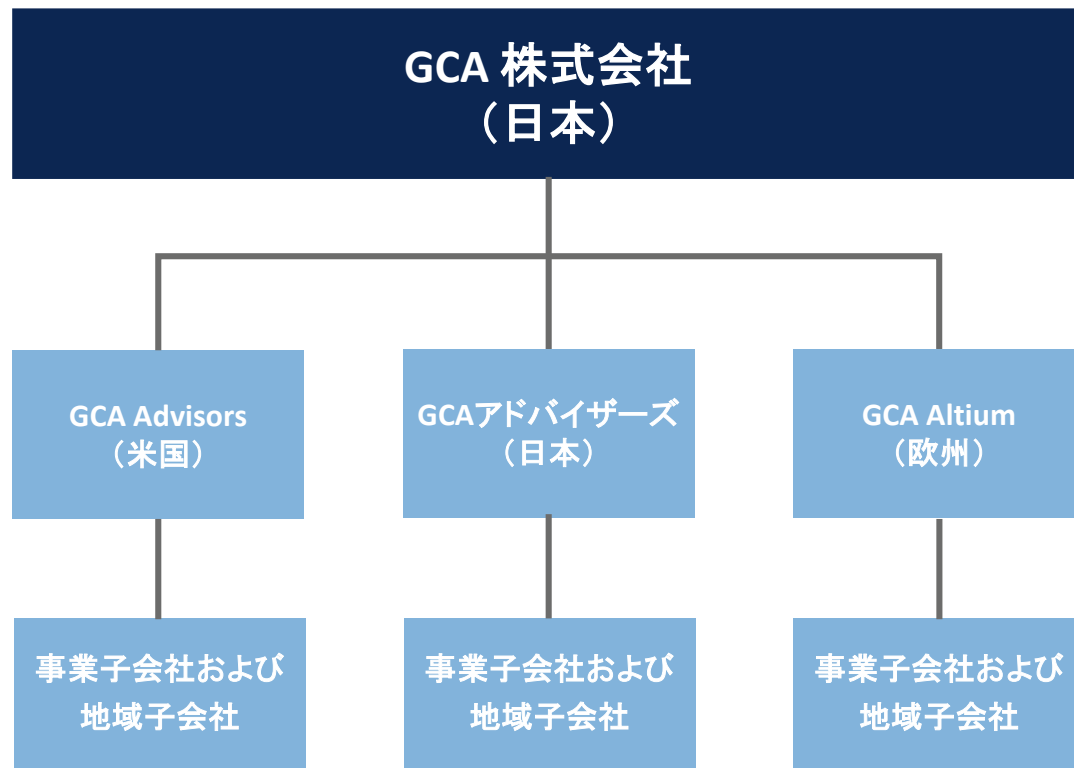 GCA 株式会社
（日本）
GCA Advisors
（米国）
GCAアドバイザーズ
（日本）
GCA Altium
（欧州）
事業子会社および
地域子会社
事業子会社および
地域子会社
事業子会社および
地域子会社